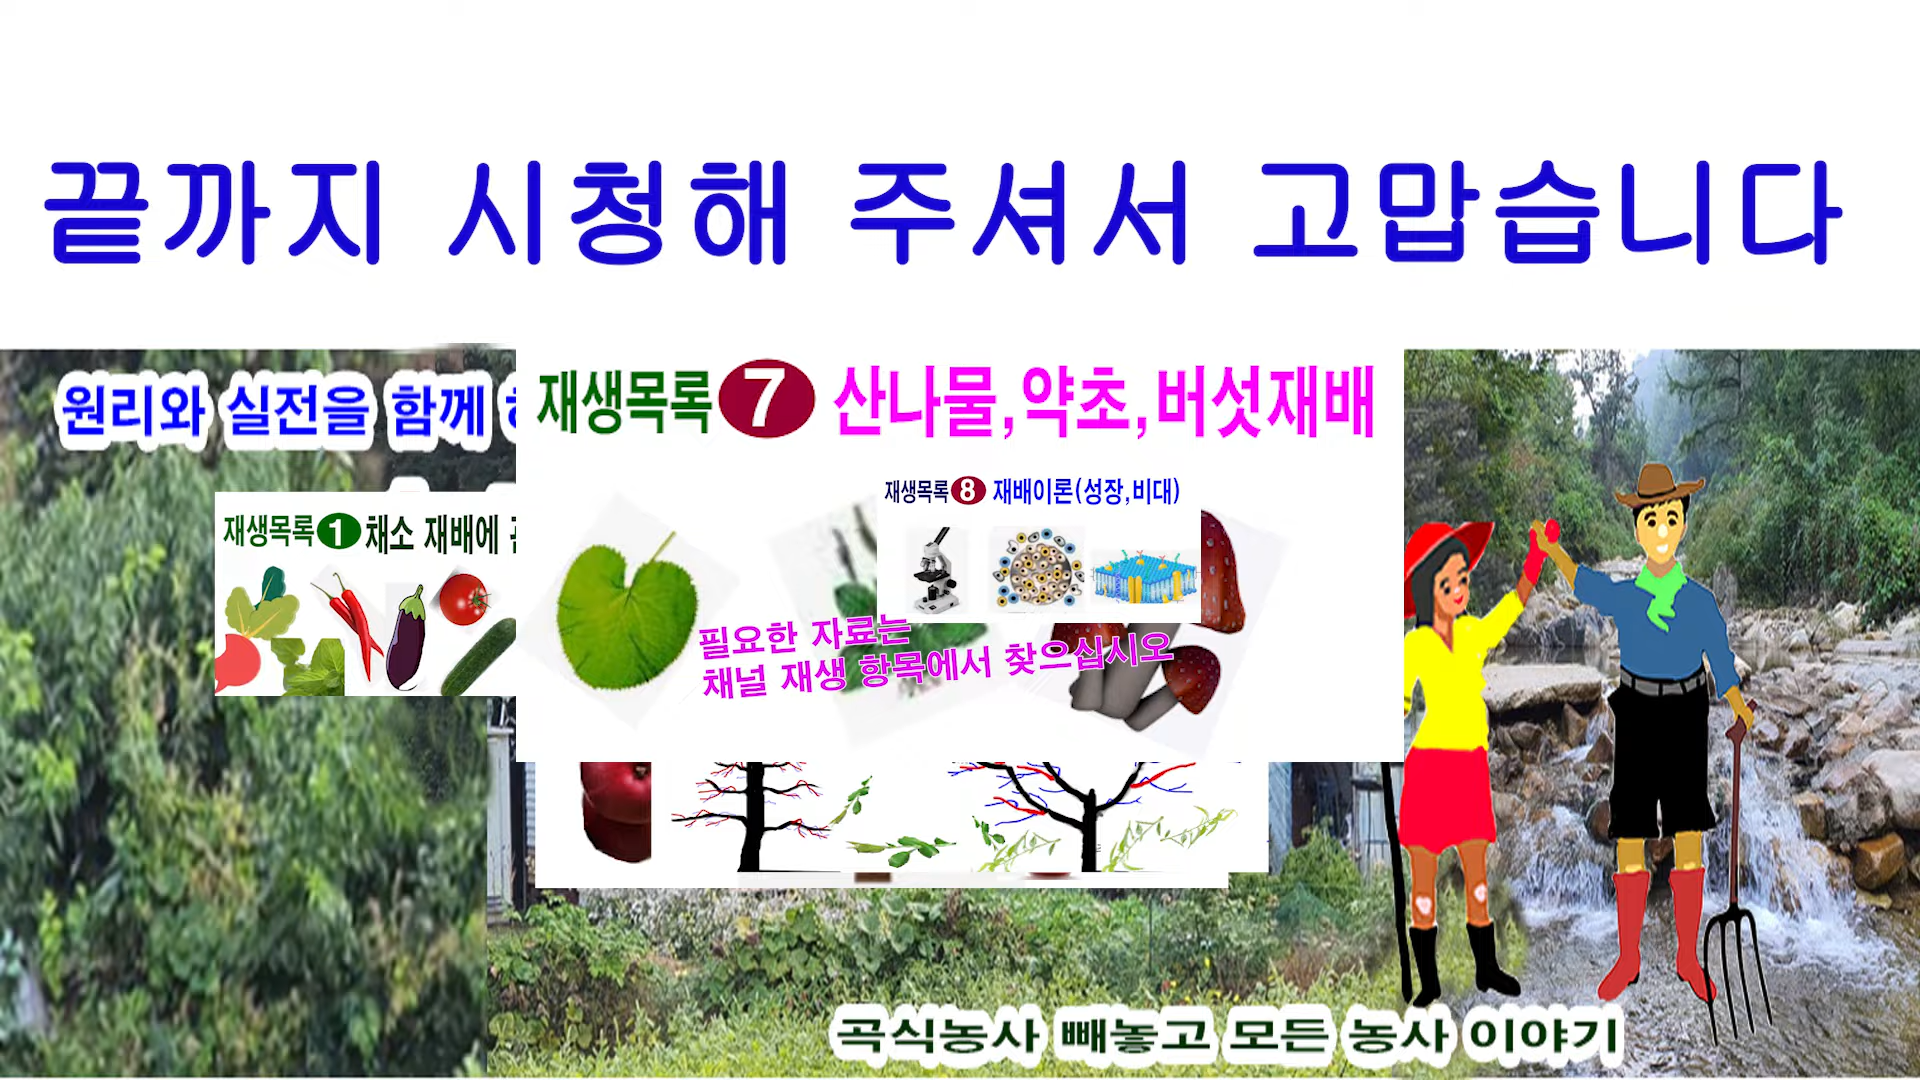 끝까지 시청해 주셔서 고맙습니다
원리와 실전을 함께
재생목록 7 산나물,약초,버섯재배
재생목록 8 재배이론(성장,비대)
재생목록 1 채소 재배에
필요한 자료는
채널 재생 항목에서 찾으십시오
곡식농사 빼놓고 모든 농사 이야기